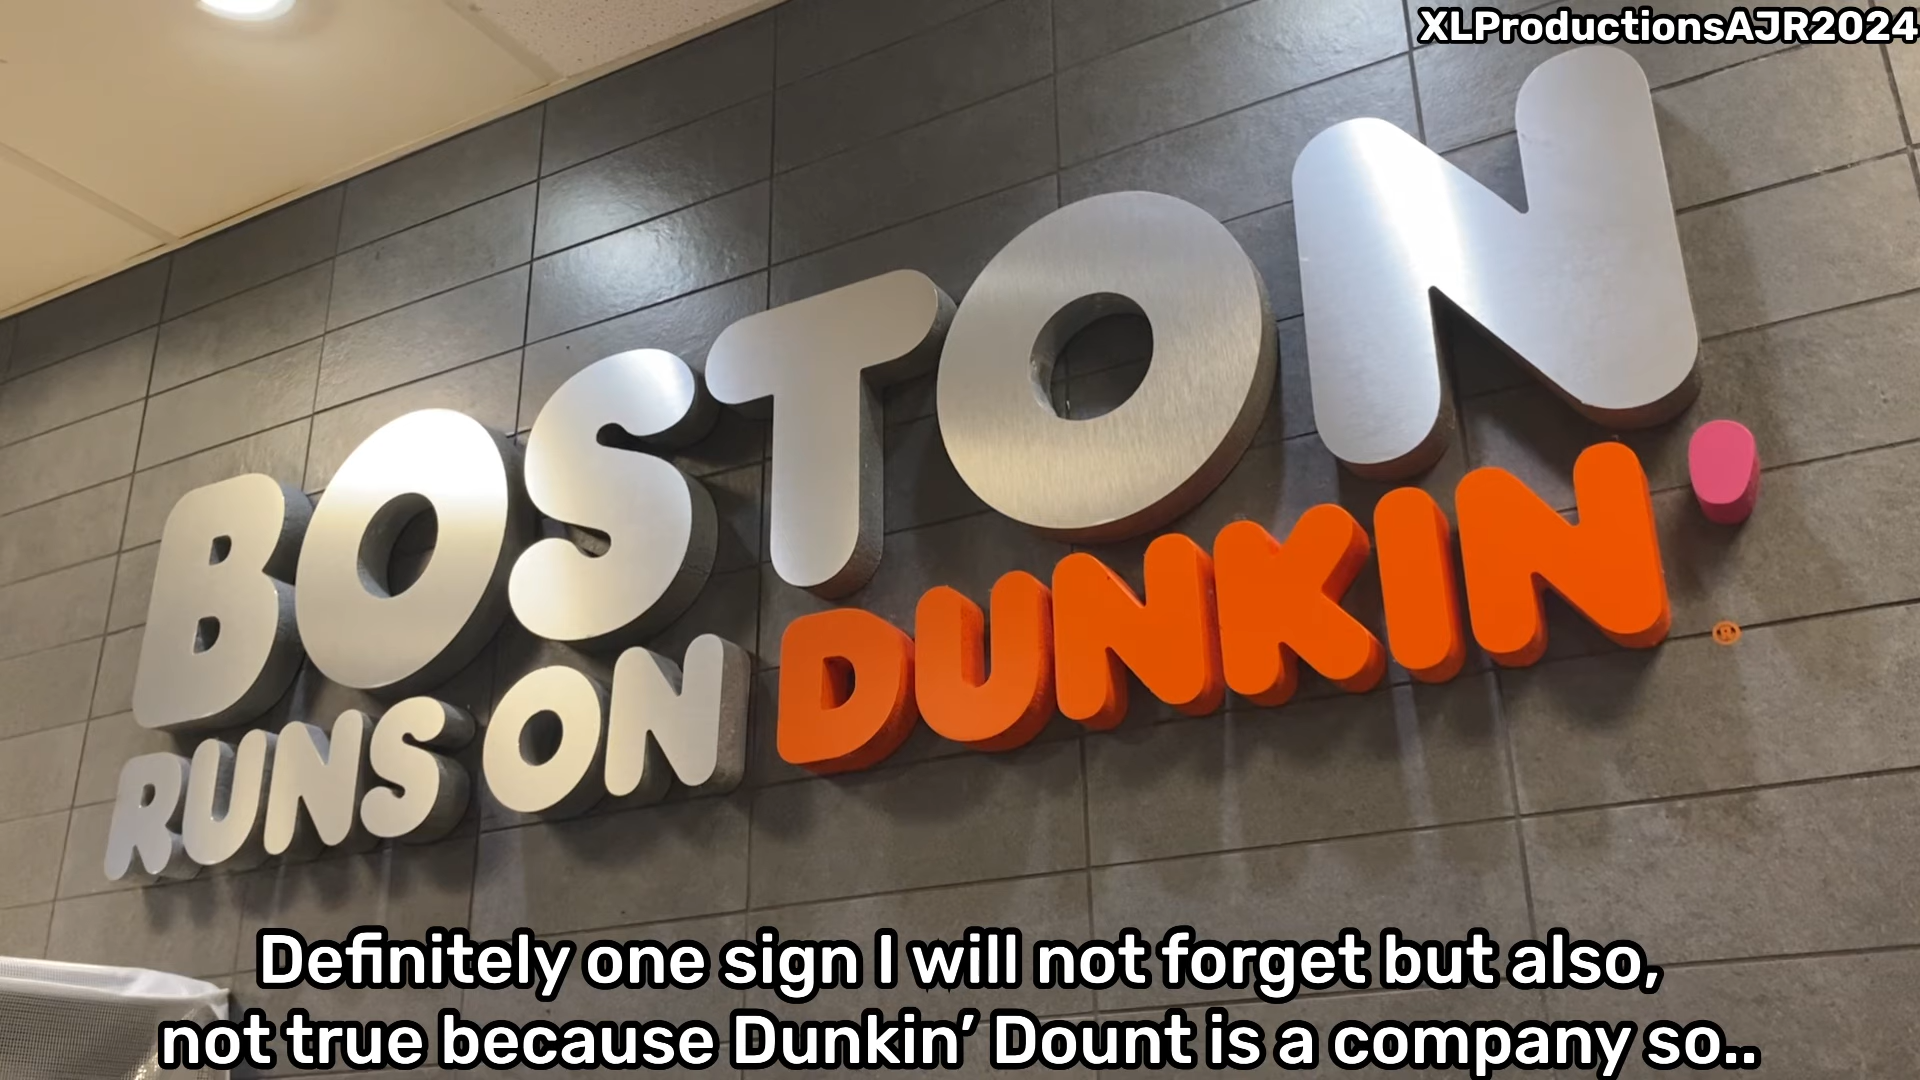 XLProductionsAJR2024
BOSTON
RUNS ON DUNKIN'
®
Definitely one sign I will not forget but also,
not true because Dunkin’ Dount is a company so..